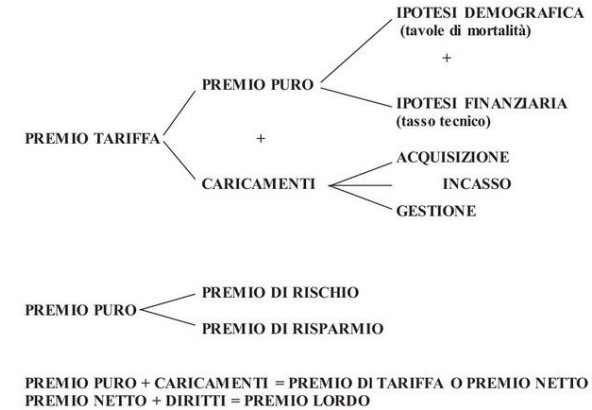 IPOTESI DEMOGRAFICA
(tavole di mortalità)
+
PREMIO PURO
IPOTESI FINANZIARIA
(tasso tecnico)
PREMIO TARIFFA
+
ACQUISIZIONE
CARICAMENTI
INCASSO
GESTIONE
PREMIO DI RISCHIO
PREMIO PURO
PREMIO DI RISPARMIO
PREMIO PURO + CARICAMENTI = PREMIO DI TARIFFA O PREMIO NETTO
PREMIO NETTO + DIRITTI = PREMIO LORDO